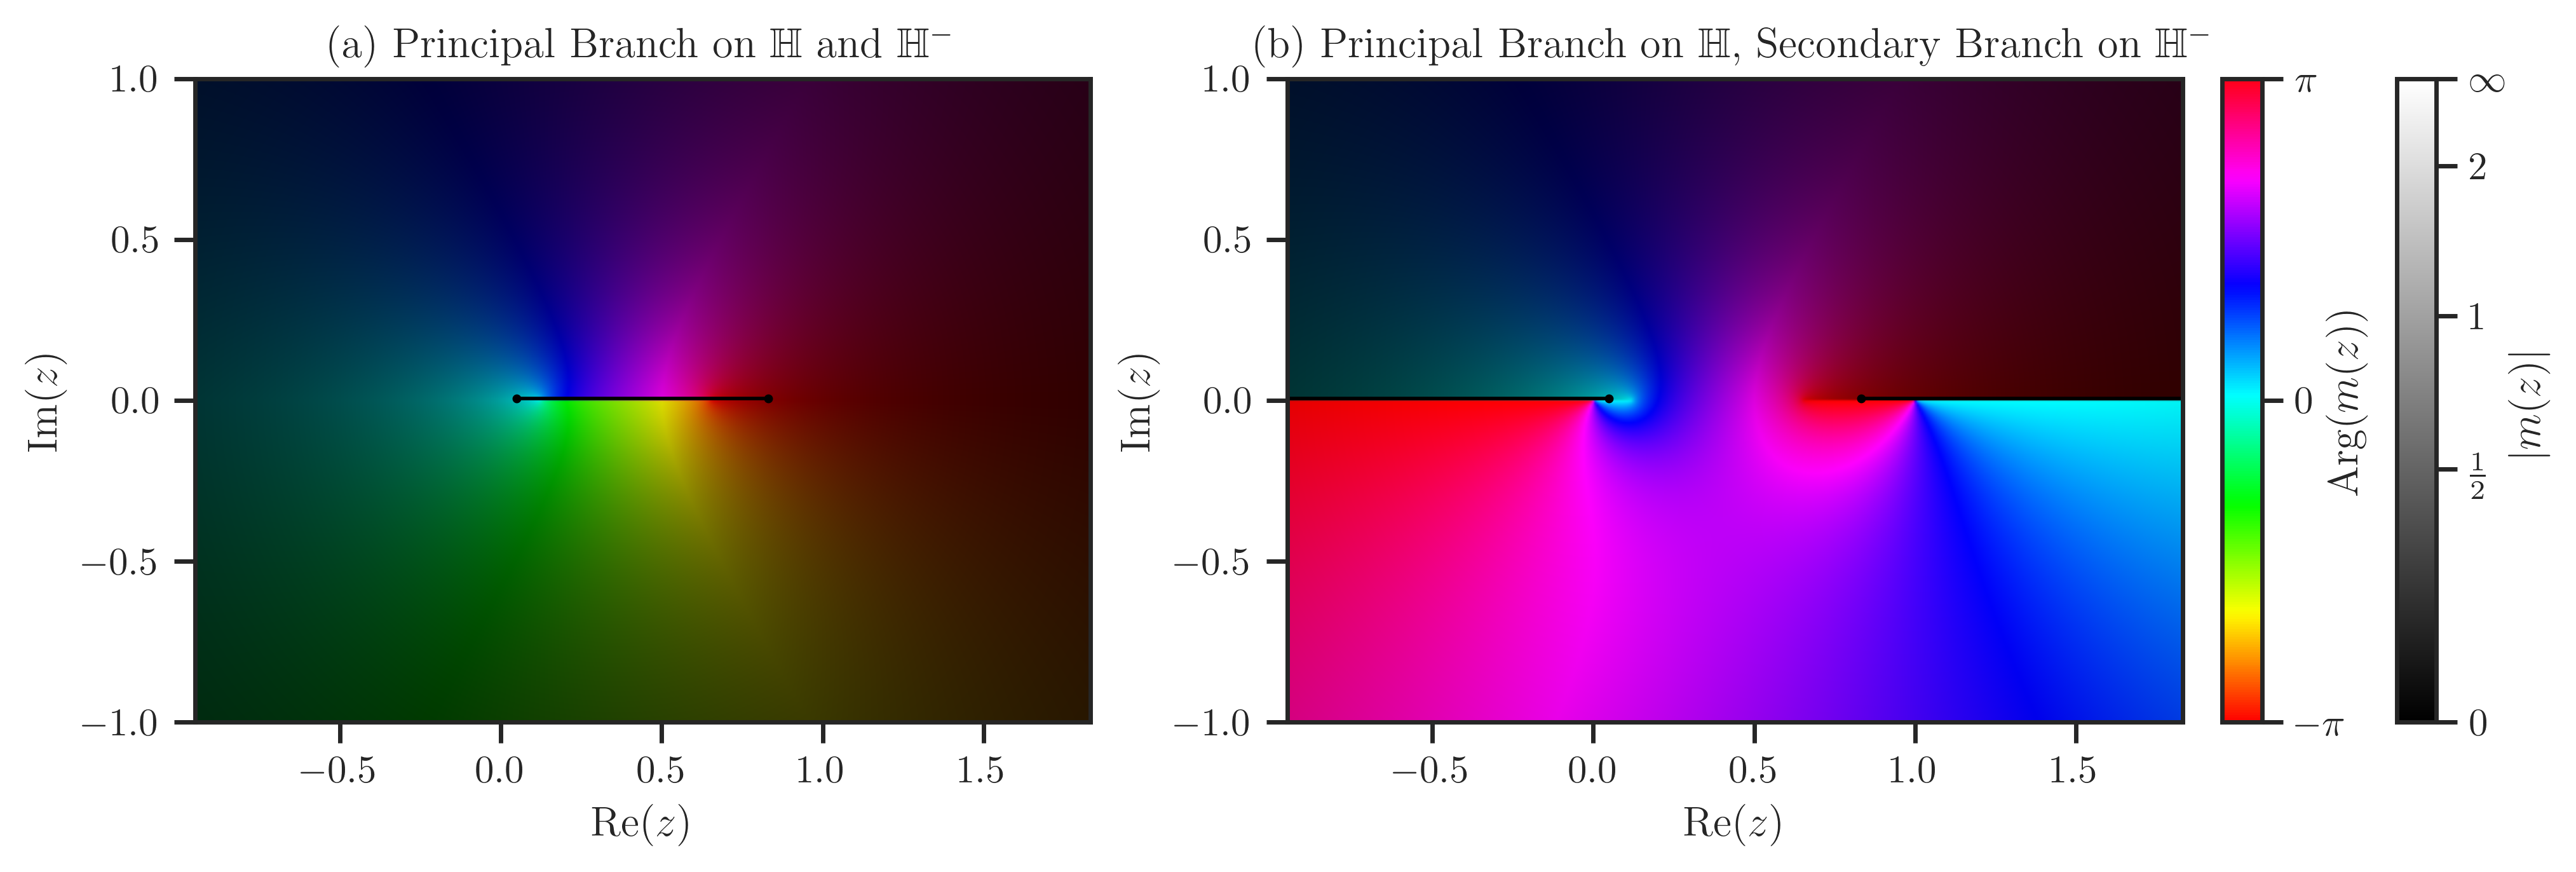 (a) Principal Branch on ℍ and ℍ⁻
(b) Principal Branch on ℍ, Secondary Branch on ℍ⁻
1.0
0.5
0.0
−0.5
−1.0
Im(z)
−0.5 0.0 0.5 1.0 1.5
Re(z)
1.0
0.5
0.0
−0.5
−1.0
Im(z)
−0.5 0.0 0.5 1.0 1.5
Re(z)
π
0
−π
Arg(m(z))
∞
2
1
1/2
0
|m(z)|